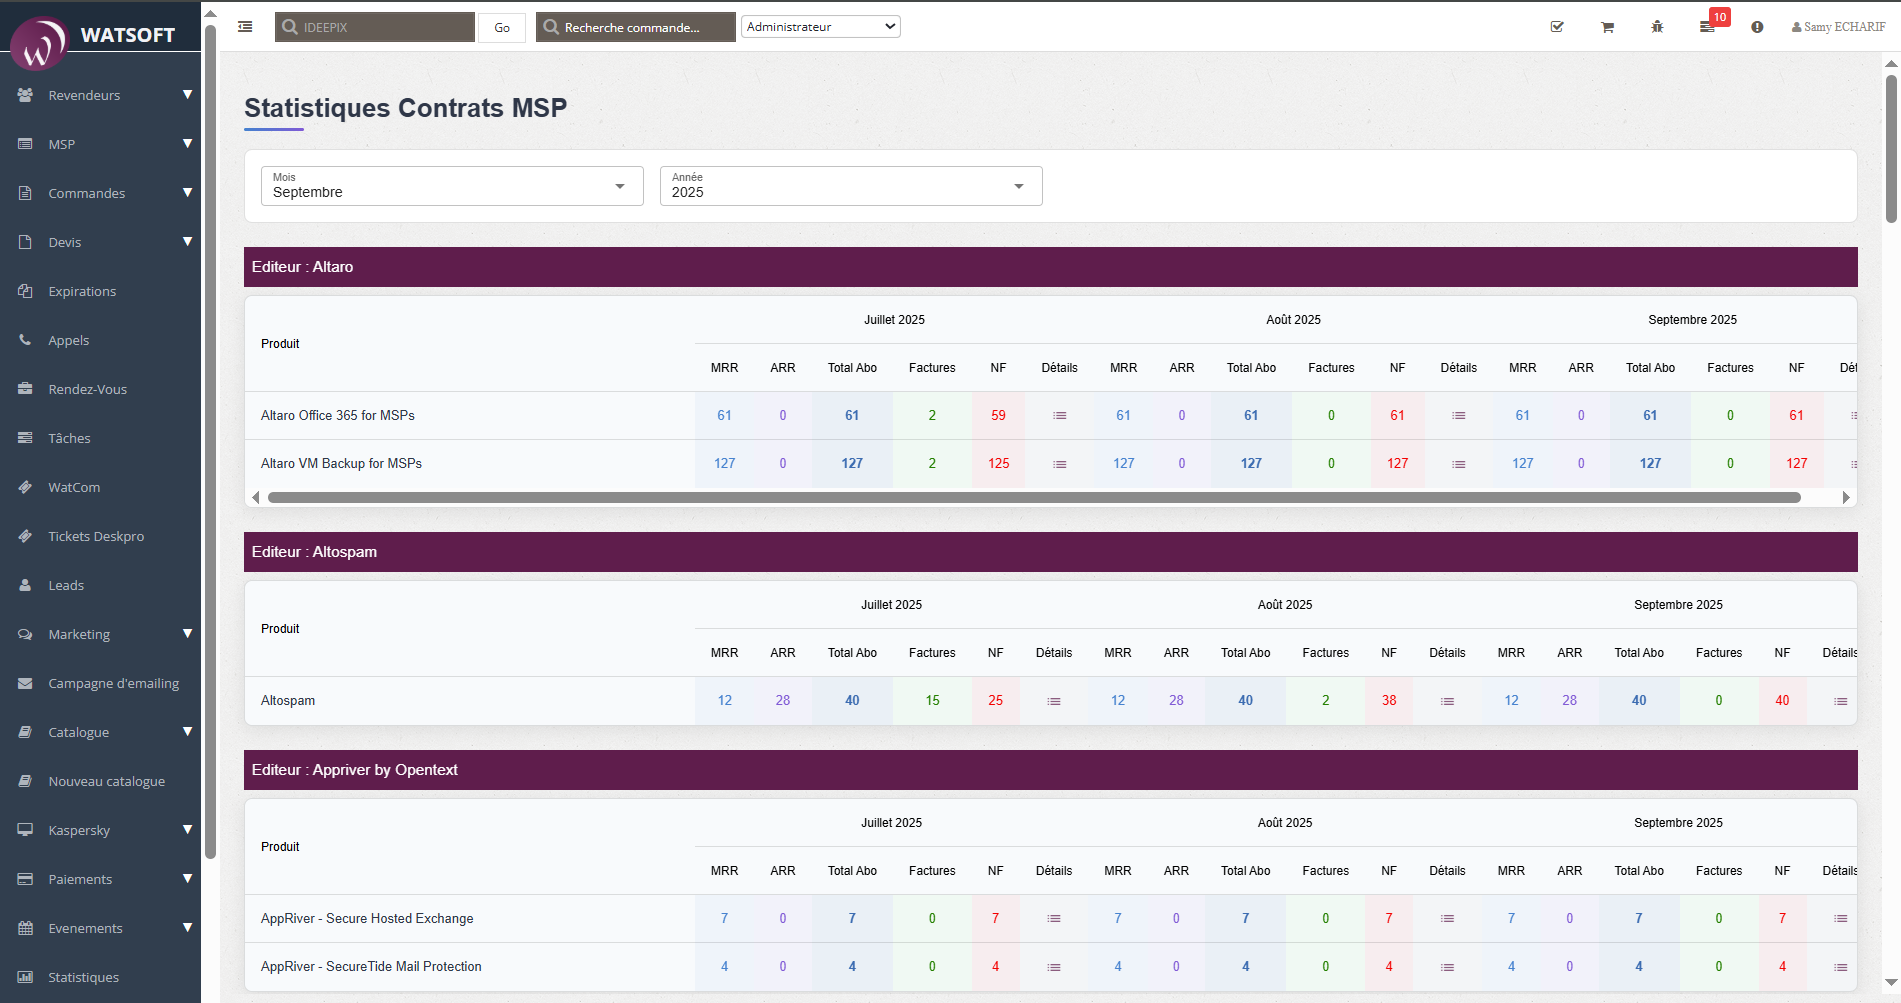 WATSOFT
IDEEPIX
Go
Recherche commande...
Administrateur
10
Samy ECHARIF
Revendeurs
MSP
Commandes
Devis
Expirations
Appels
Rendez-Vous
Tâches
WatCom
Tickets Deskpro
Leads
Marketing
Campagne d'emailing
Catalogue
Nouveau catalogue
Kaspersky
Paiements
Evenements
Statistiques
Statistiques Contrats MSP
Mois
Septembre
Année
2025
Editeur : Altaro
Produit
Juillet 2025 Août 2025 Septembre 2025
MRR ARR Total Abo Factures NF Détails MRR ARR Total Abo Factures NF Détails MRR ARR Total Abo Factures NF Dét
Altaro Office 365 for MSPs 61 0 61 2 59 61 0 61 0 61 61 0 61 0 61
Altaro VM Backup for MSPs 127 0 127 2 125 127 0 127 0 127 127 0 127 0 127
Editeur : Altospam
Produit
Juillet 2025 Août 2025 Septembre 2025
MRR ARR Total Abo Factures NF Détails MRR ARR Total Abo Factures NF Détails MRR ARR Total Abo Factures NF Détails
Altospam 12 28 40 15 25 12 28 40 2 38 12 28 40 0 40
Editeur : Appriver by Opentext
Produit
Juillet 2025 Août 2025 Septembre 2025
MRR ARR Total Abo Factures NF Détails MRR ARR Total Abo Factures NF Détails MRR ARR Total Abo Factures NF Détails
AppRiver - Secure Hosted Exchange 7 0 7 0 7 7 0 7 0 7 7 0 7 0 7
AppRiver - SecureTide Mail Protection 4 0 4 0 4 4 0 4 0 4 4 0 4 0 4